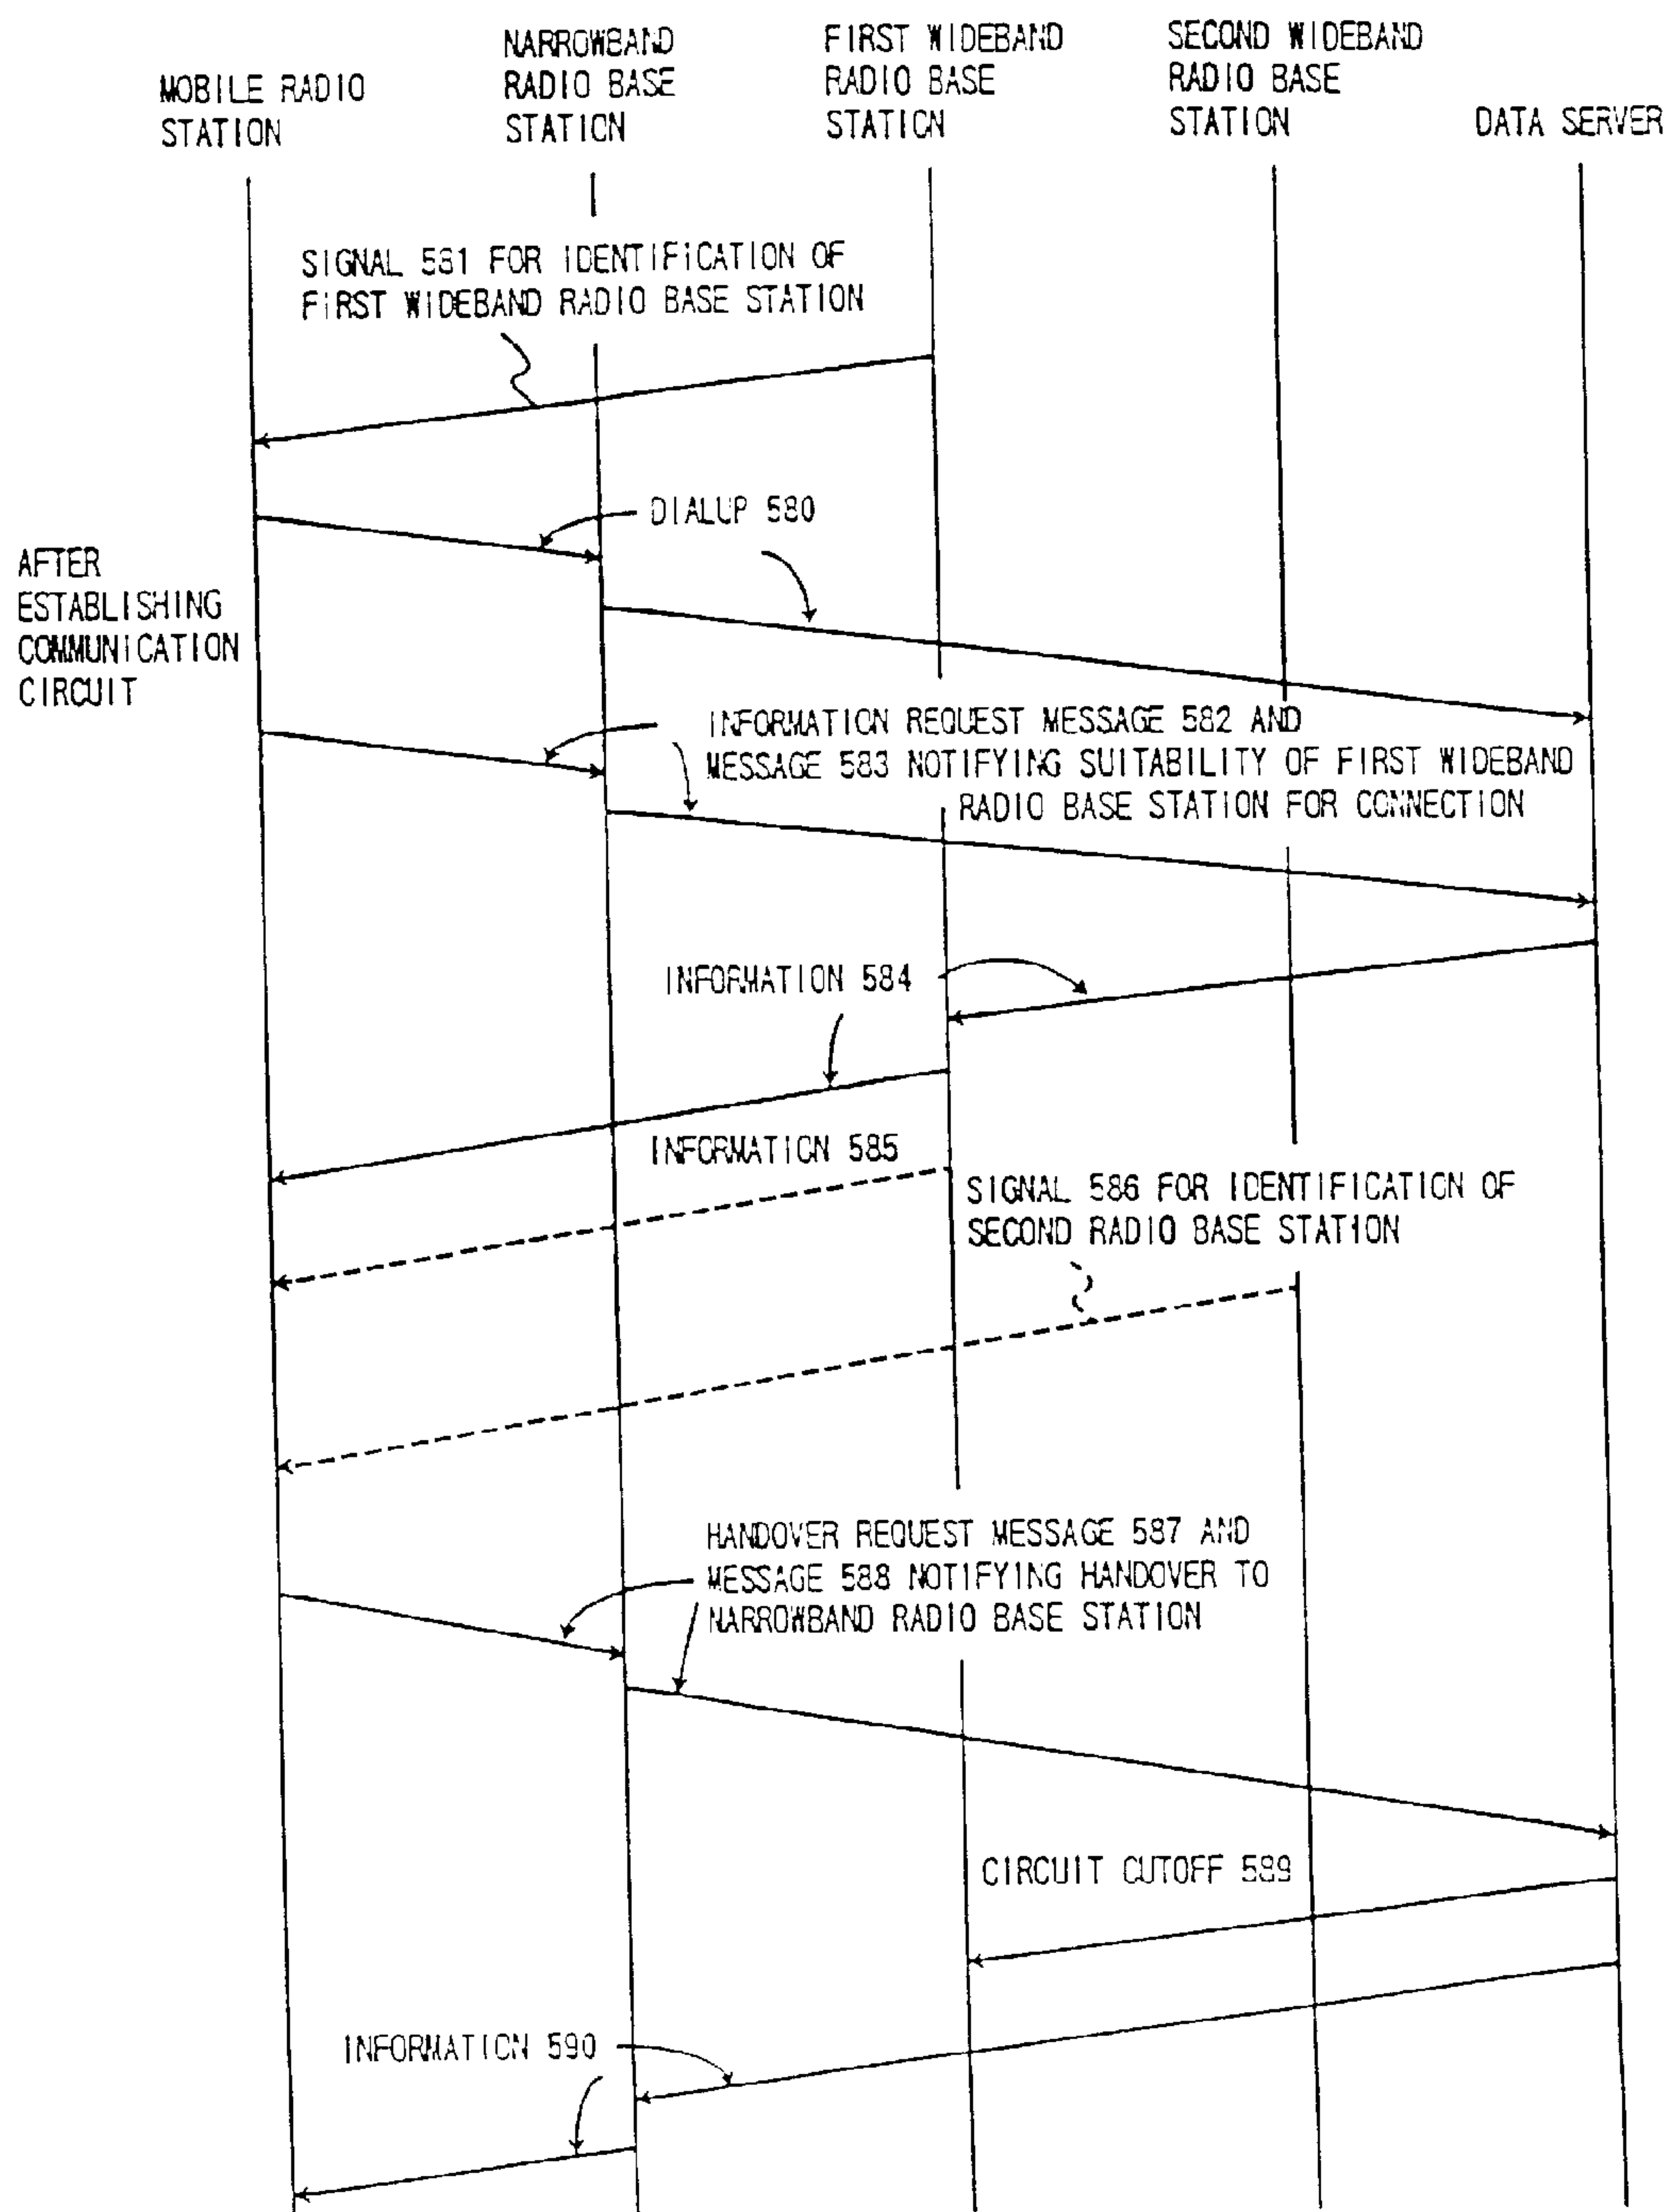 MOBILE RADIO
STATION
NARROWBAND
RADIO BASE
STATION
FIRST WIDEBAND
RADIO BASE
STATION
SECOND WIDEBAND
RADIO BASE
STATION
DATA SERVER
SIGNAL 581 FOR IDENTIFICATION OF
FIRST WIDEBAND RADIO BASE STATION
DIALUP 580
AFTER
ESTABLISHING
COMMUNICATION
CIRCUIT
INFORMATION REQUEST MESSAGE 582 AND
MESSAGE 583 NOTIFYING SUITABILITY OF FIRST WIDEBAND
RADIO BASE STATION FOR CONNECTION
INFORMATION 584
INFORMATION 585
SIGNAL 586 FOR IDENTIFICATION OF
SECOND RADIO BASE STATION
HANDOVER REQUEST MESSAGE 587 AND
MESSAGE 588 NOTIFYING HANDOVER TO
NARROWBAND RADIO BASE STATION
CIRCUIT CUTOFF 589
INFORMATION 590